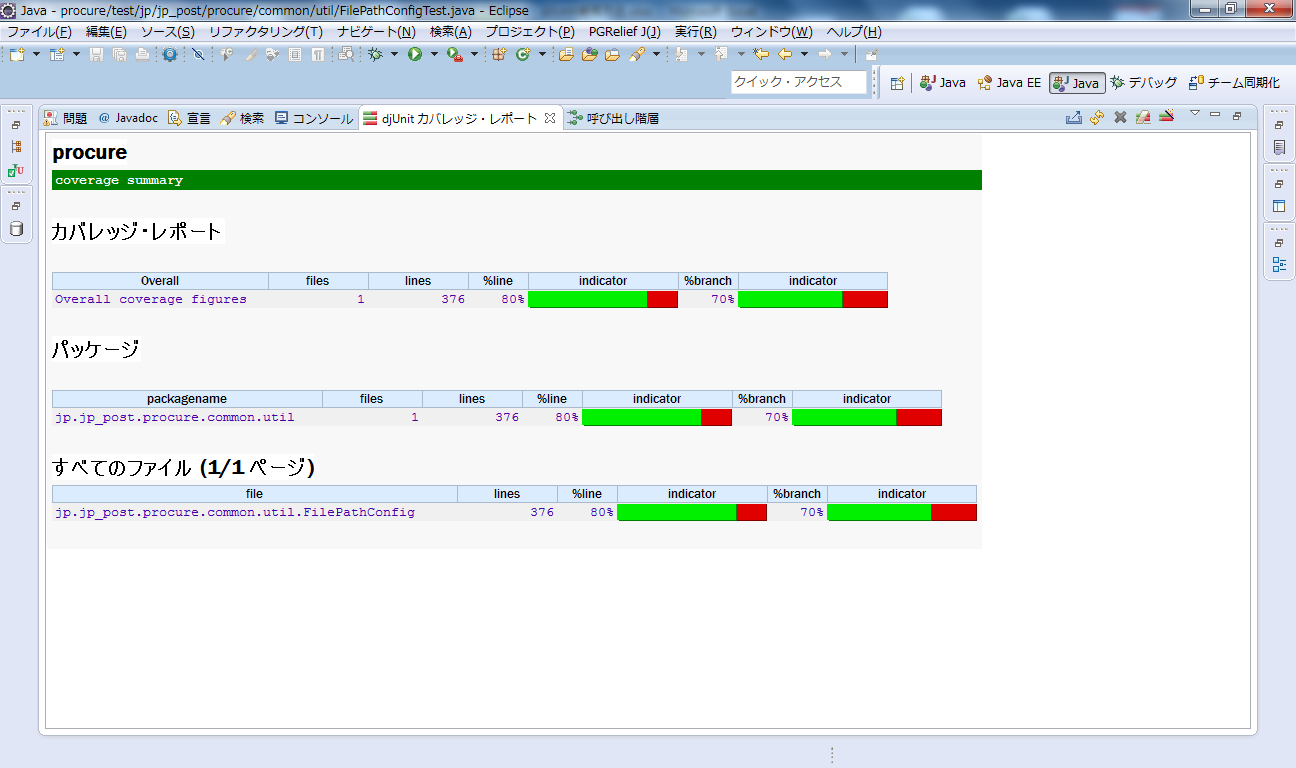 Java - procure/test/jp/jp_post/procure/common/util/FilePathConfigTest.java - Eclipse
ファイル(F) 編集(E) ソース(S) リファクタリング(T) ナビゲート(N) 検索(A) プロジェクト(P) PGRelief J(J) 実行(R) ウィンドウ(W) ヘルプ(H)
クイック・アクセス Java Java EE Java デバッグ チーム同期化
問題 @ Javadoc 宣言 検索 コンソール djUnit カバレッジ・レポート 呼び出し階層
procure
coverage summary
カバレッジ・レポート
Overall files lines %line indicator %branch indicator
Overall coverage figures 1 376 80% 70%
パッケージ
packagename files lines %line indicator %branch indicator
jp.jp_post.procure.common.util 1 376 80% 70%
すべてのファイル (1/1 ページ)
file lines %line indicator %branch indicator
jp.jp_post.procure.common.util.FilePathConfig 376 80% 70%